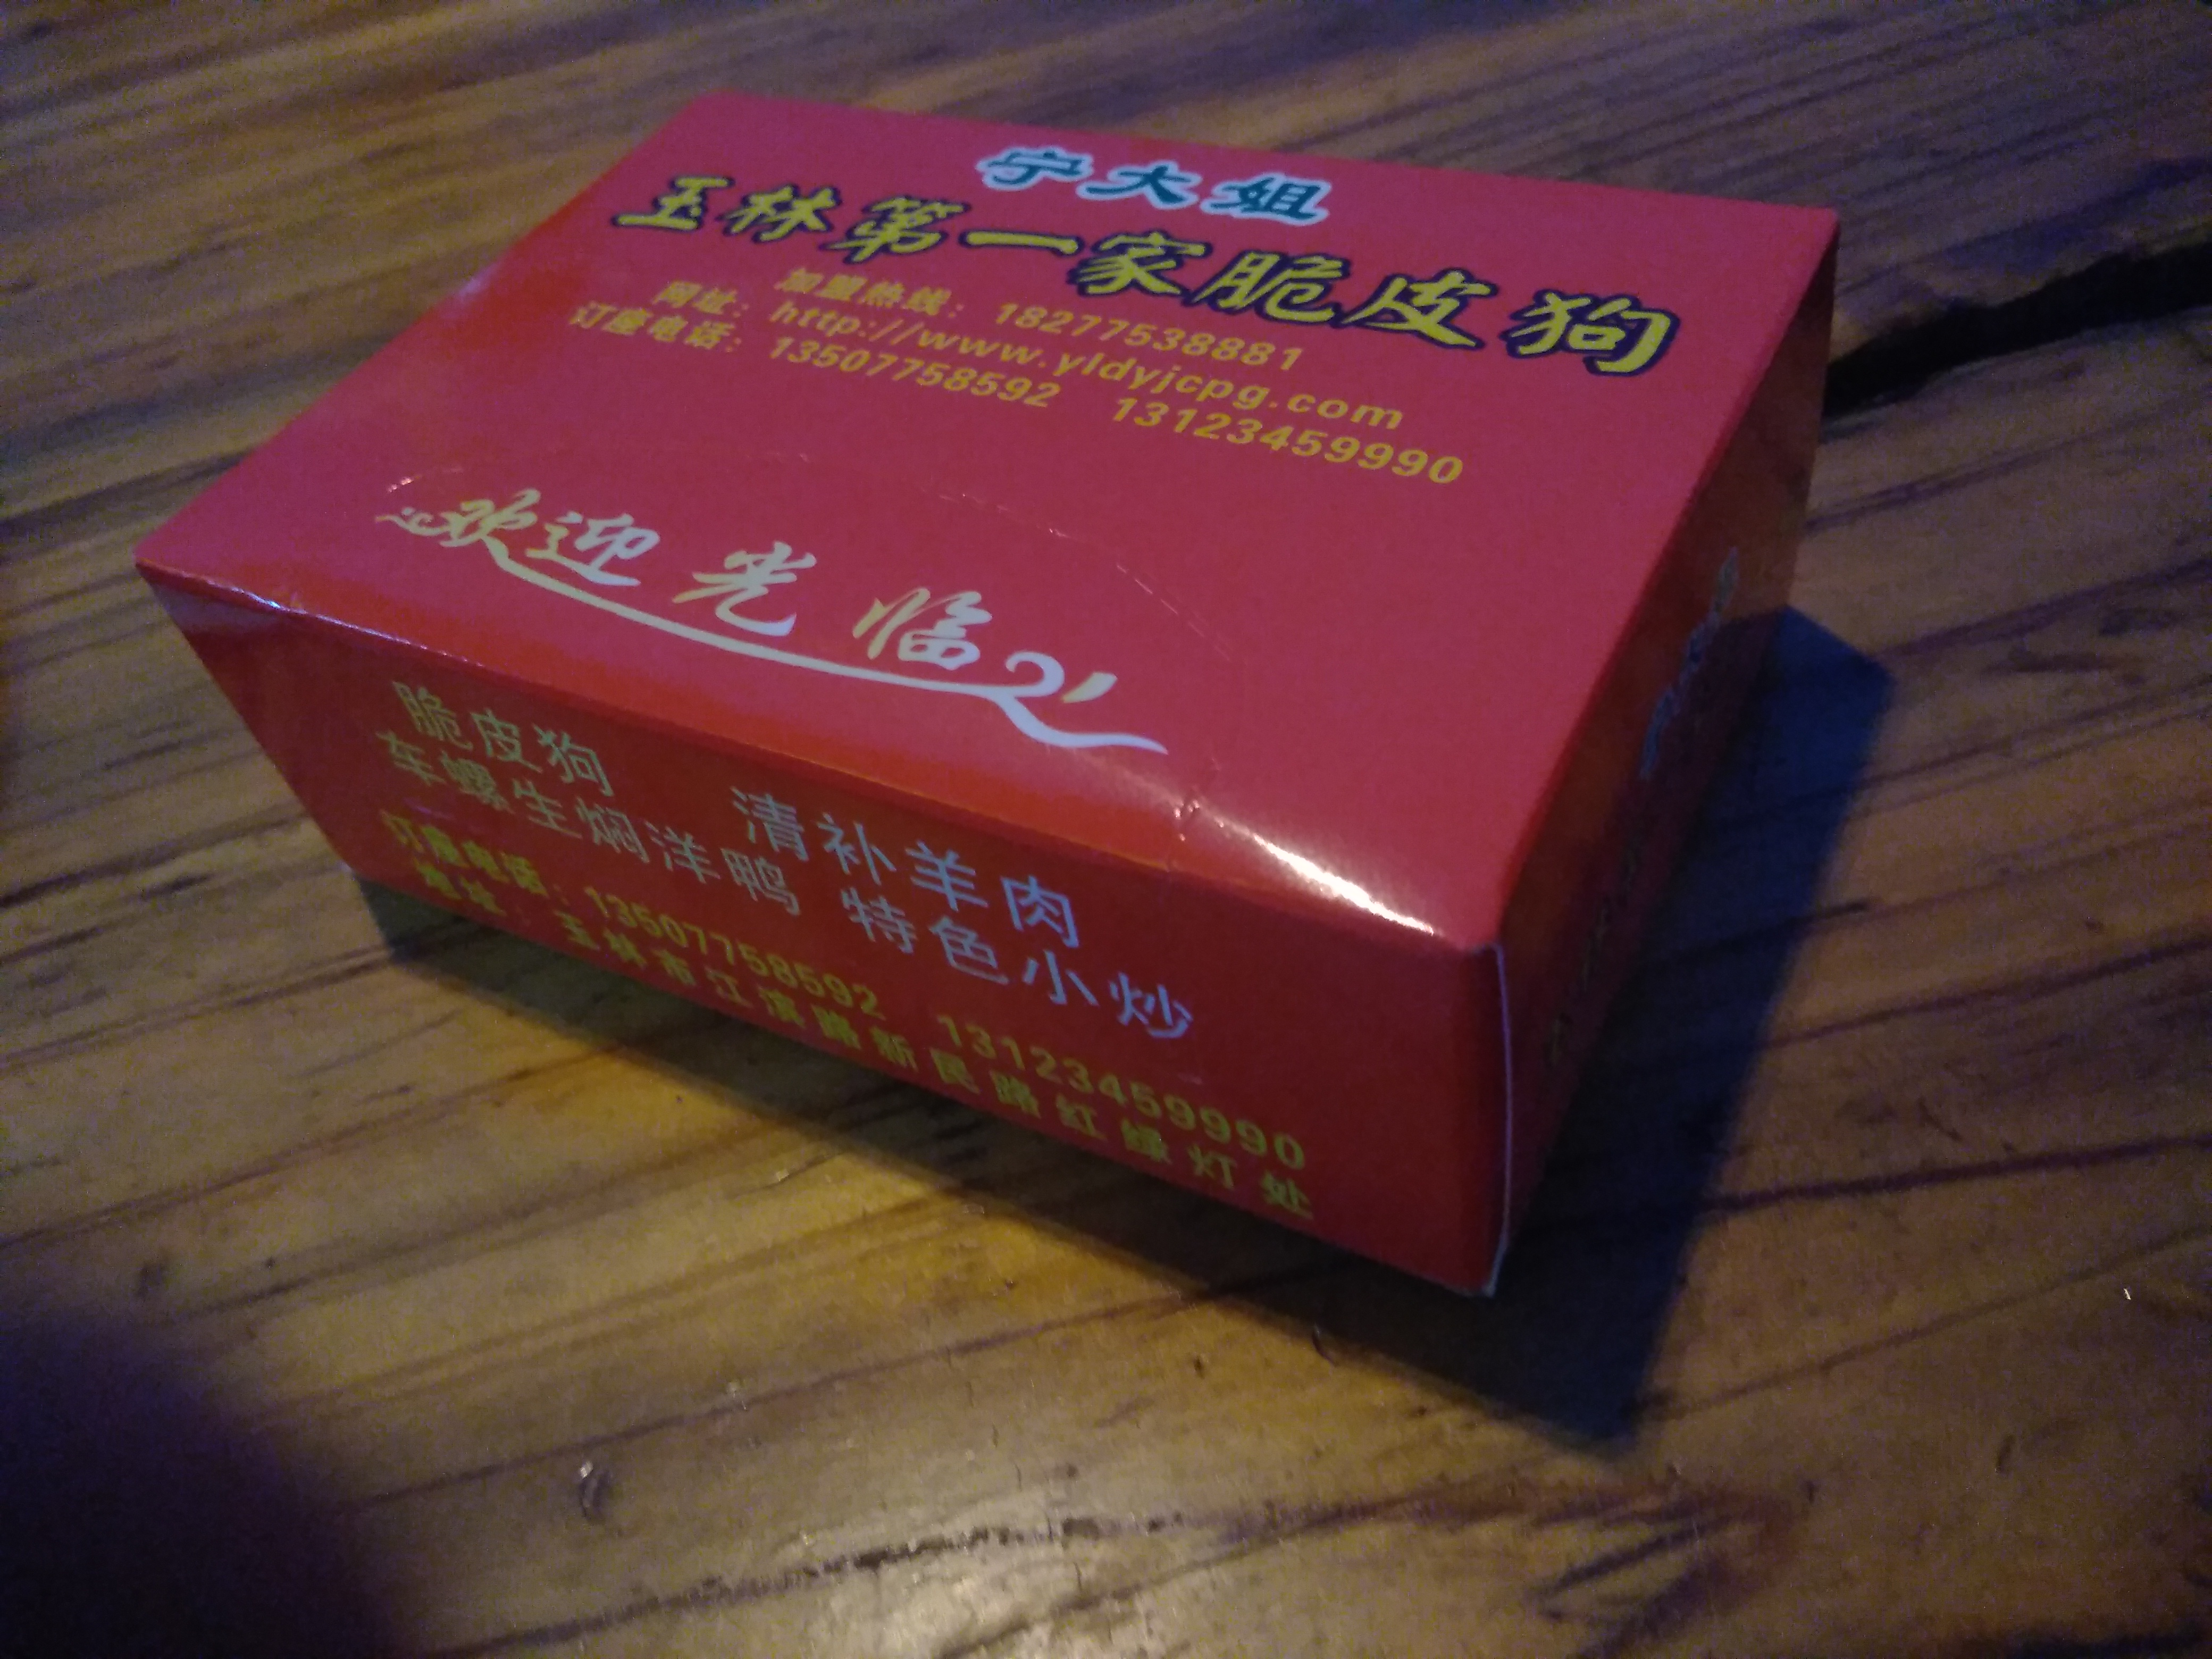 宁大姐
玉林第一家脆皮狗
加盟热线：18277538881
网址：http://www.yldyjcpg.com
订座电话：13507758592 13123459990
欢迎光临
脆皮狗 清补羊肉
车螺生焖洋鸭 特色小炒
订座电话：13507758592 13123459990
地址：玉林市江滨路新民路红绿灯处